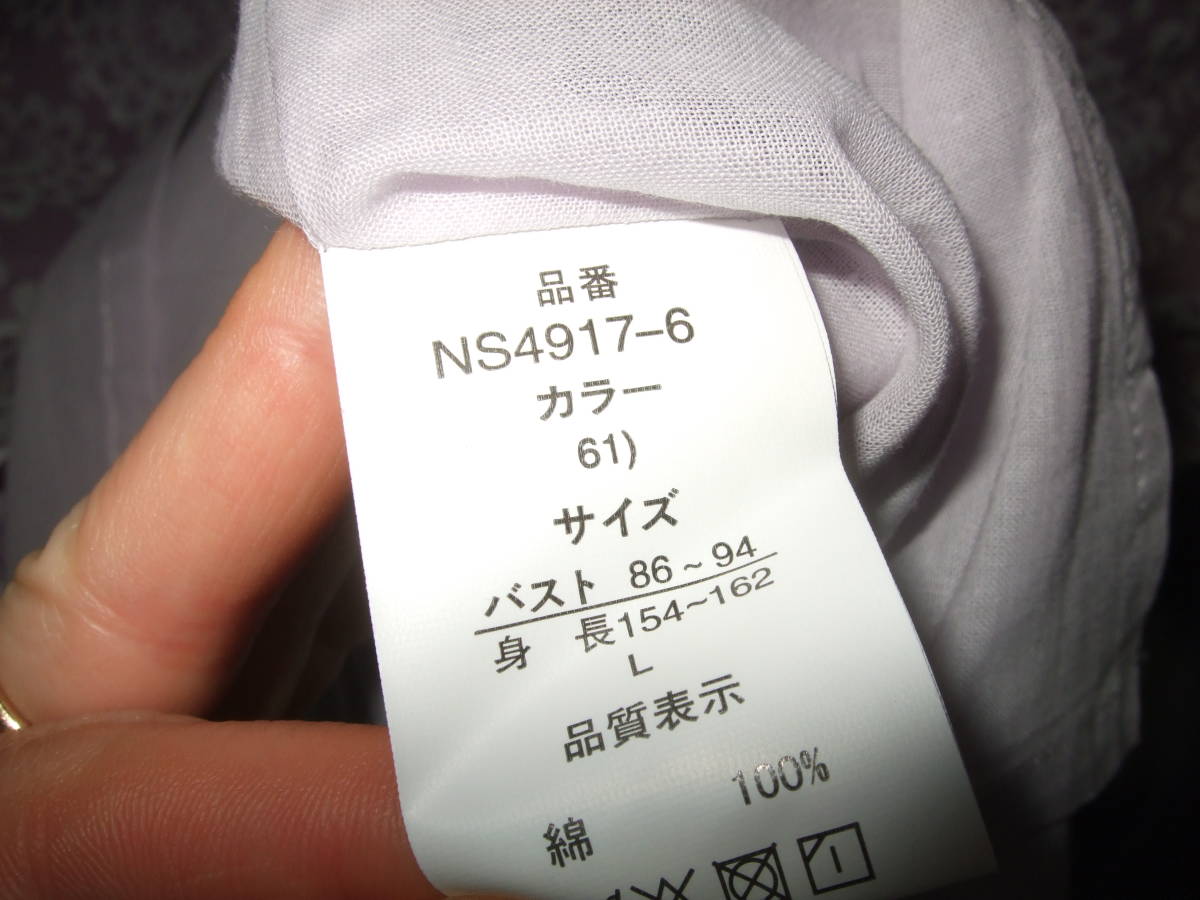 品番
NS4917-6
カラー
61)
サイズ
バスト 86～94
身 長154～162
L
品質表示
100%
綿